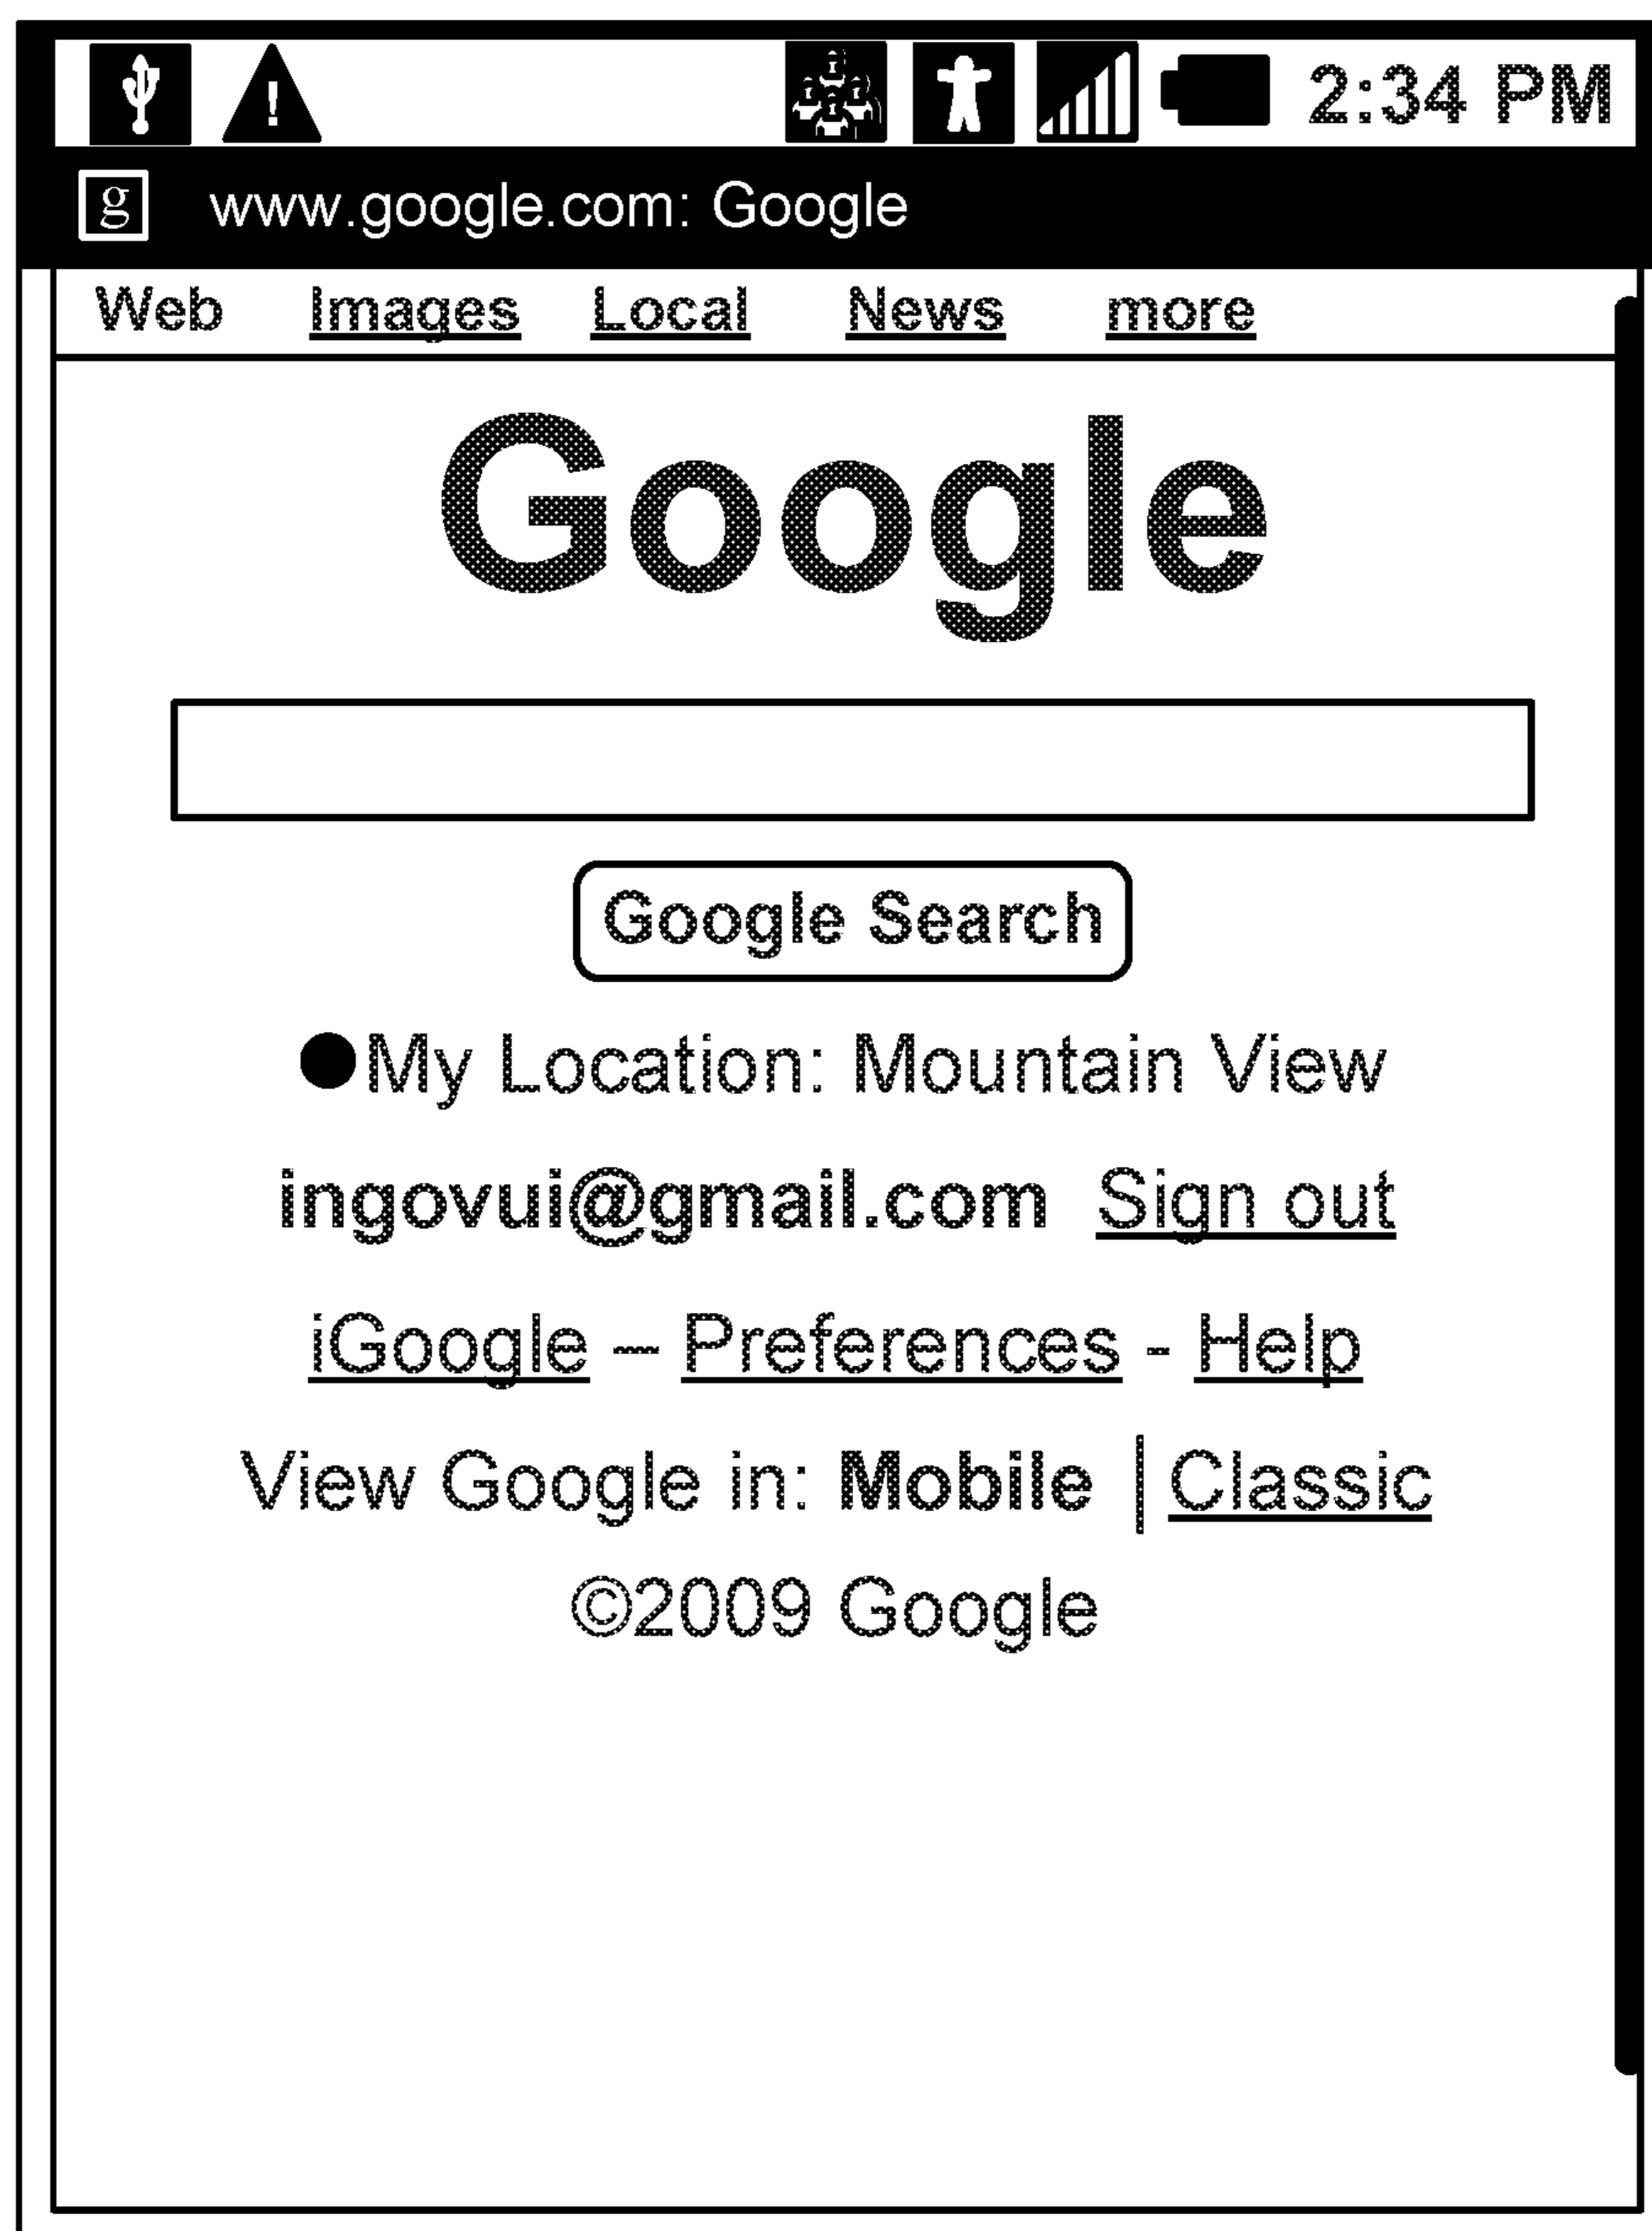 2:34 PM
g www.google.com: Google
Web Images Local News more
Google
Google Search
My Location: Mountain View
ingovui@gmail.com Sign out
iGoogle – Preferences - Help
View Google in: Mobile | Classic
©2009 Google